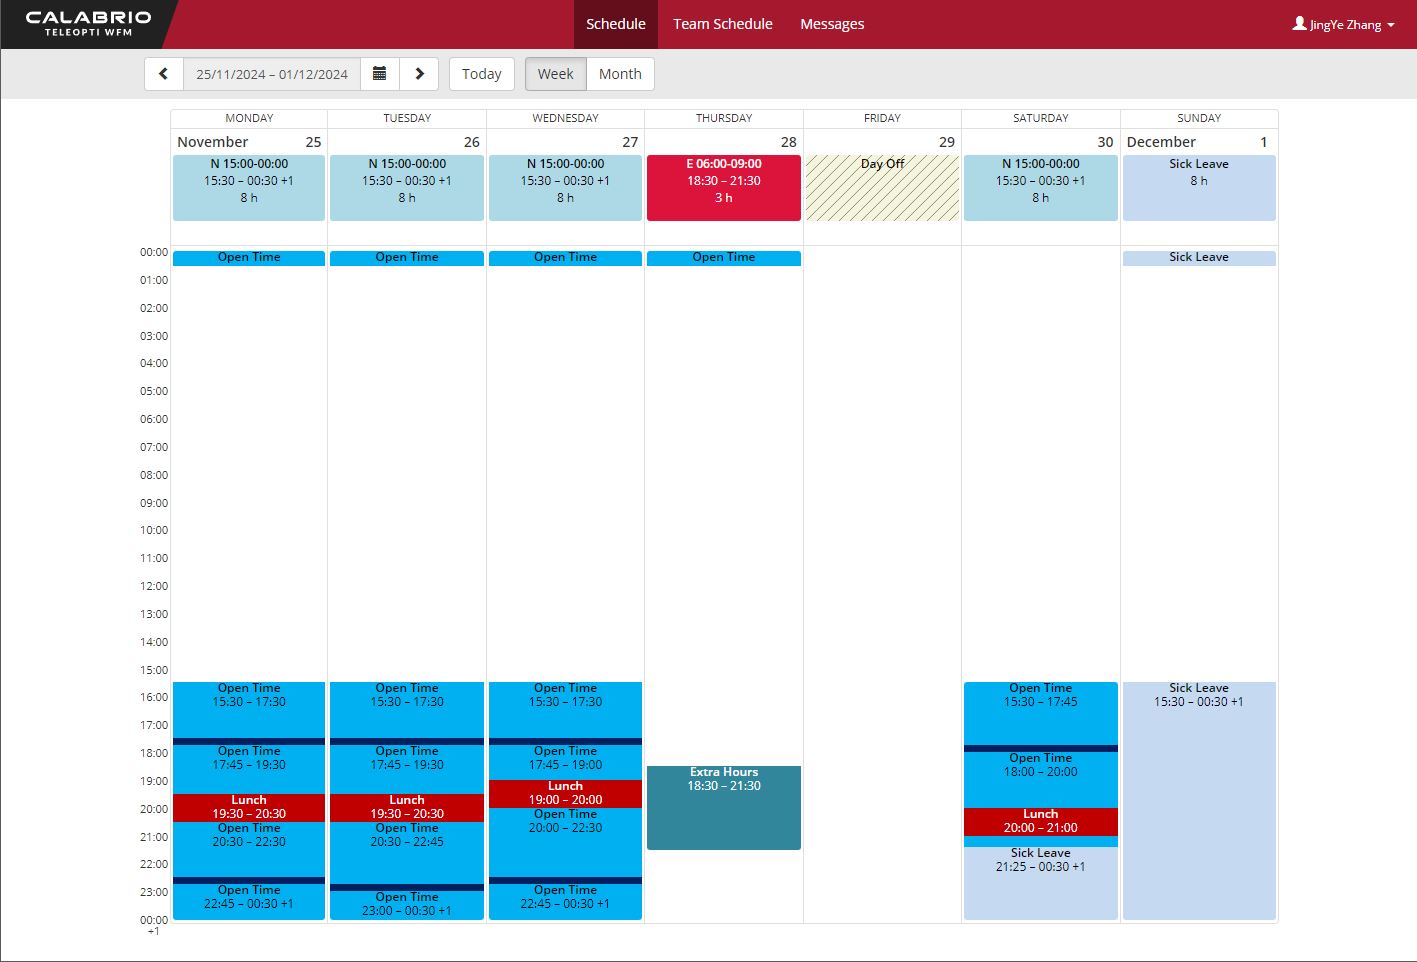 CALABRIO
TELEOPTI WFM
Schedule
Team Schedule
Messages
JingYe Zhang
25/11/2024 – 01/12/2024
Today
Week
Month
MONDAY
TUESDAY
WEDNESDAY
THURSDAY
FRIDAY
SATURDAY
SUNDAY
November 25
26
27
28
29
30
December 1
N 15:00-00:00
15:30 – 00:30 +1
8 h
N 15:00-00:00
15:30 – 00:30 +1
8 h
N 15:00-00:00
15:30 – 00:30 +1
8 h
E 06:00-09:00
18:30 – 21:30
3 h
Day Off
N 15:00-00:00
15:30 – 00:30 +1
8 h
Sick Leave
8 h
00:00
01:00
02:00
03:00
04:00
05:00
06:00
07:00
08:00
09:00
10:00
11:00
12:00
13:00
14:00
15:00
16:00
17:00
18:00
19:00
20:00
21:00
22:00
23:00
00:00
+1
Open Time
Open Time
15:30 – 17:30
Open Time
17:45 – 19:30
Lunch
19:30 – 20:30
Open Time
20:30 – 22:30
Open Time
22:45 – 00:30 +1
Open Time
Open Time
15:30 – 17:30
Open Time
17:45 – 19:30
Lunch
19:30 – 20:30
Open Time
20:30 – 22:45
Open Time
23:00 – 00:30 +1
Open Time
Open Time
15:30 – 17:30
Open Time
17:45 – 19:00
Lunch
19:00 – 20:00
Open Time
20:00 – 22:30
Open Time
22:45 – 00:30 +1
Open Time
Extra Hours
18:30 – 21:30
Open Time
15:30 – 17:45
Open Time
18:00 – 20:00
Lunch
20:00 – 21:00
Sick Leave
21:25 – 00:30 +1
Sick Leave
Sick Leave
15:30 – 00:30 +1